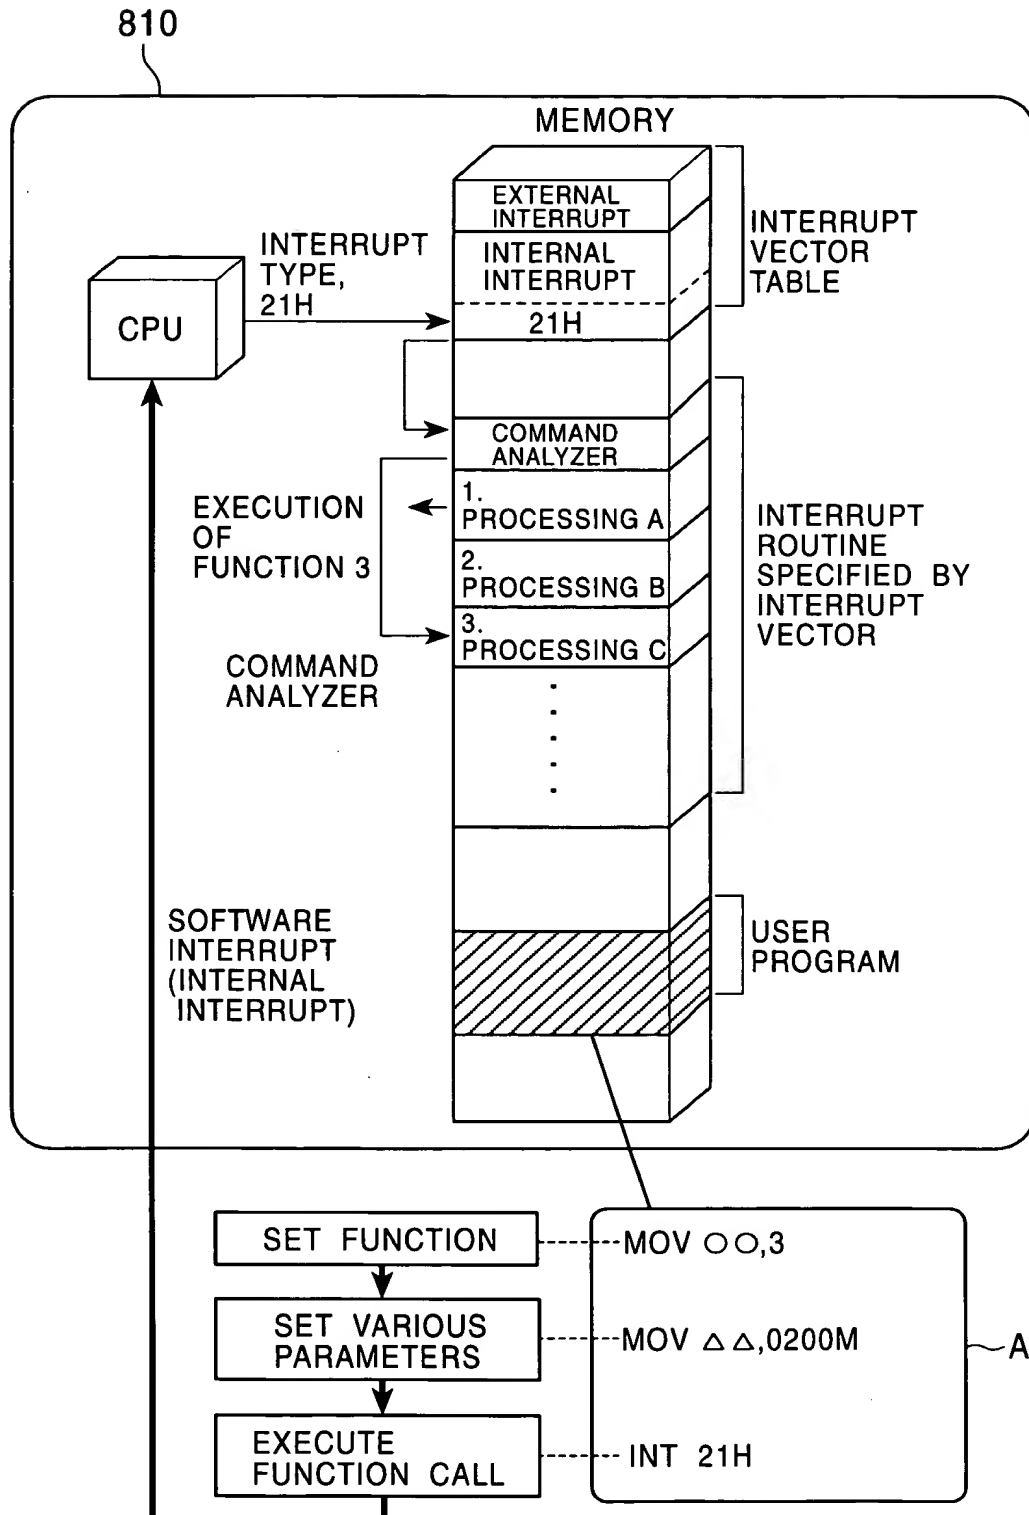 810
MEMORY
EXTERNAL
INTERRUPT
INTERNAL
INTERRUPT
21H
INTERRUPT
VECTOR
TABLE
INTERRUPT
TYPE,
21H
CPU
COMMAND
ANALYZER
1.
PROCESSING A
2.
PROCESSING B
3.
PROCESSING C
EXECUTION
OF
FUNCTION 3
COMMAND
ANALYZER
INTERRUPT
ROUTINE
SPECIFIED BY
INTERRUPT
VECTOR
SOFTWARE
INTERRUPT
(INTERNAL
INTERRUPT)
USER
PROGRAM
SET FUNCTION
MOV ○○,3
SET VARIOUS
PARAMETERS
MOV △△,0200M
A
EXECUTE
FUNCTION CALL
INT 21H